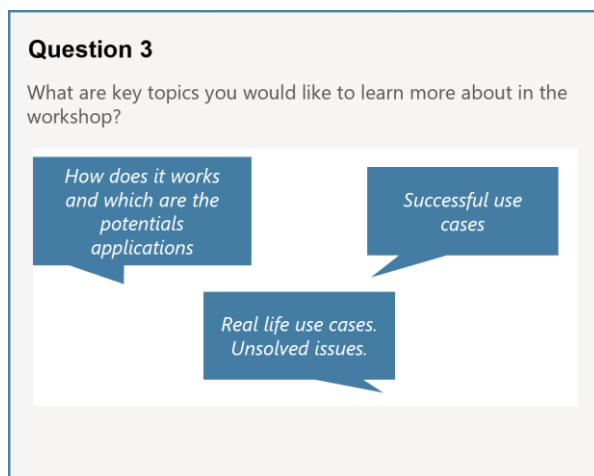 Question 3
What are key topics you would like to learn more about in the
workshop?
How does it works
and which are the
potentials
applications
Successful use
cases
Real life use cases.
Unsolved issues.